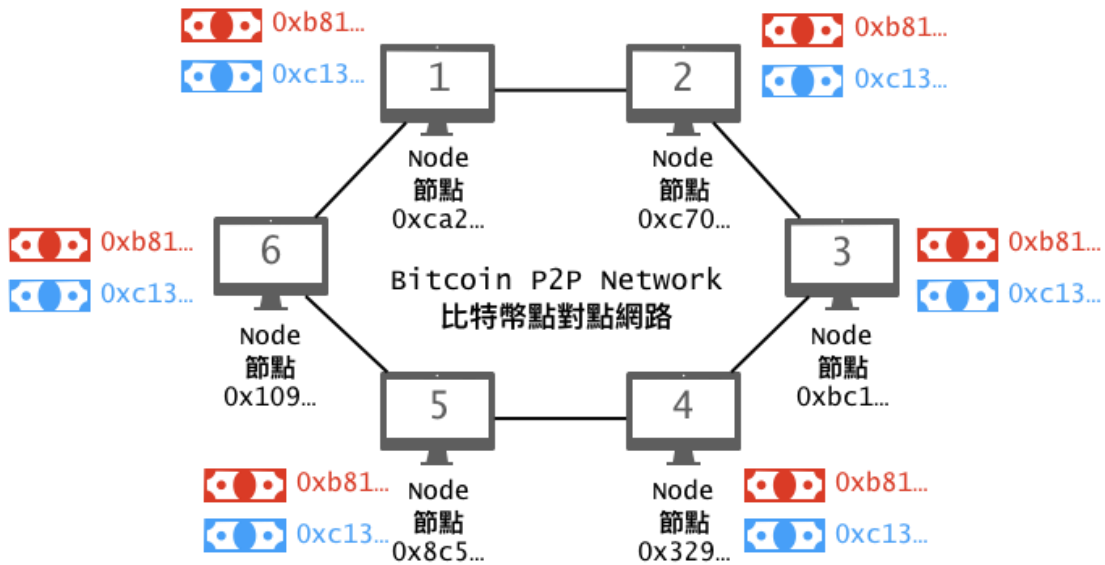 0xb81…
0xc13…
1
Node
節點
0xca2…
2
Node
節點
0xc70…
0xb81…
0xc13…
0xb81…
0xc13…
6
Node
節點
0x109…
Bitcoin P2P Network
比特幣點對點網路
3
Node
節點
0xbc1…
0xb81…
0xc13…
5
Node
節點
0x8c5…
0xb81…
0xc13…
4
Node
節點
0x329…
0xb81…
0xc13…